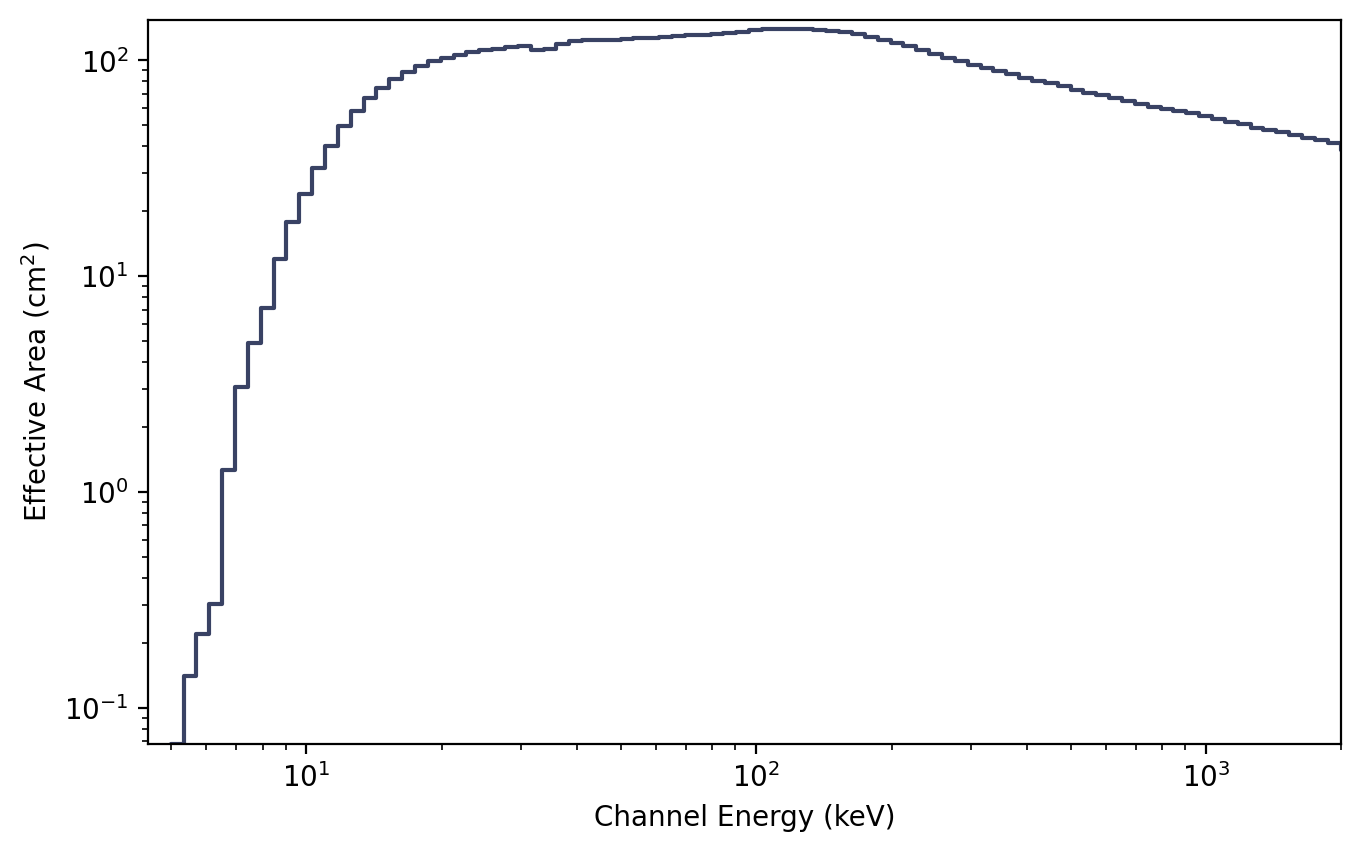 Effective Area (cm²)
10²
10¹
10⁰
10⁻¹
10¹ 10² 10³
Channel Energy (keV)